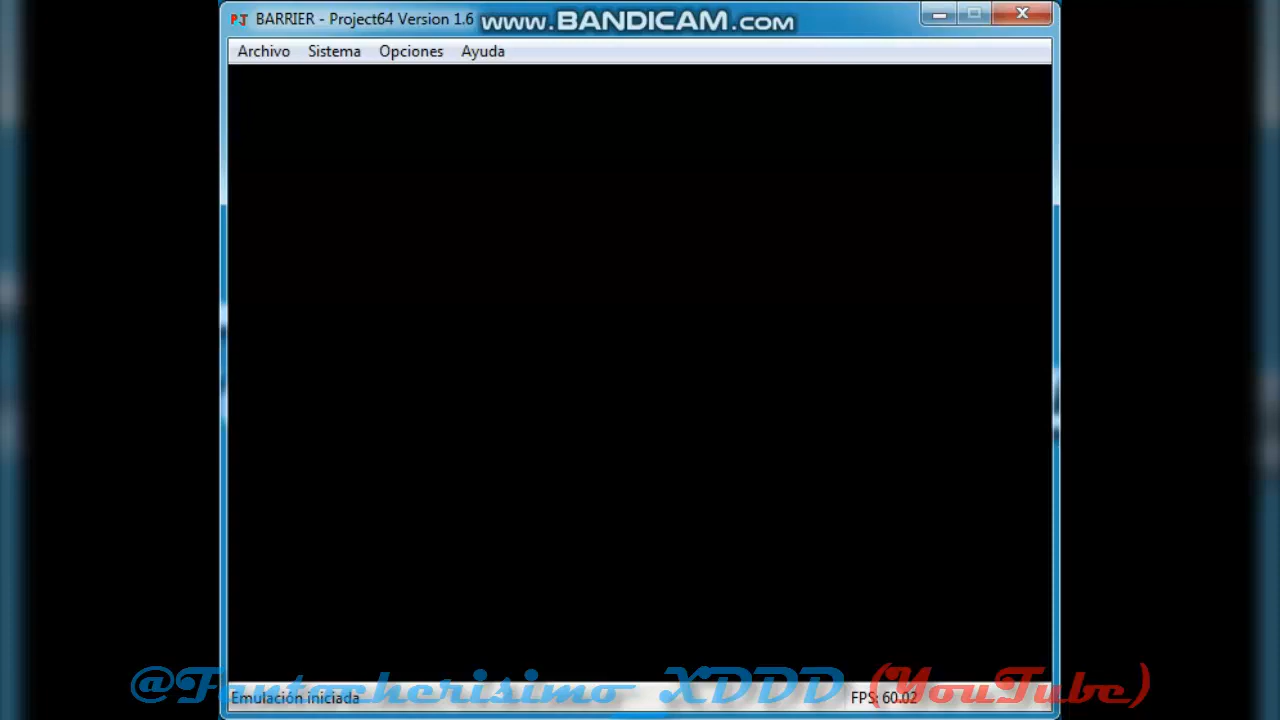 BARRIER - Project64 Version 1.6
www.BANDICAM.com
Archivo Sistema Opciones Ayuda
@Fantocherisimo XDDD (YouTube)
Emulación iniciada
FPS: 60.02